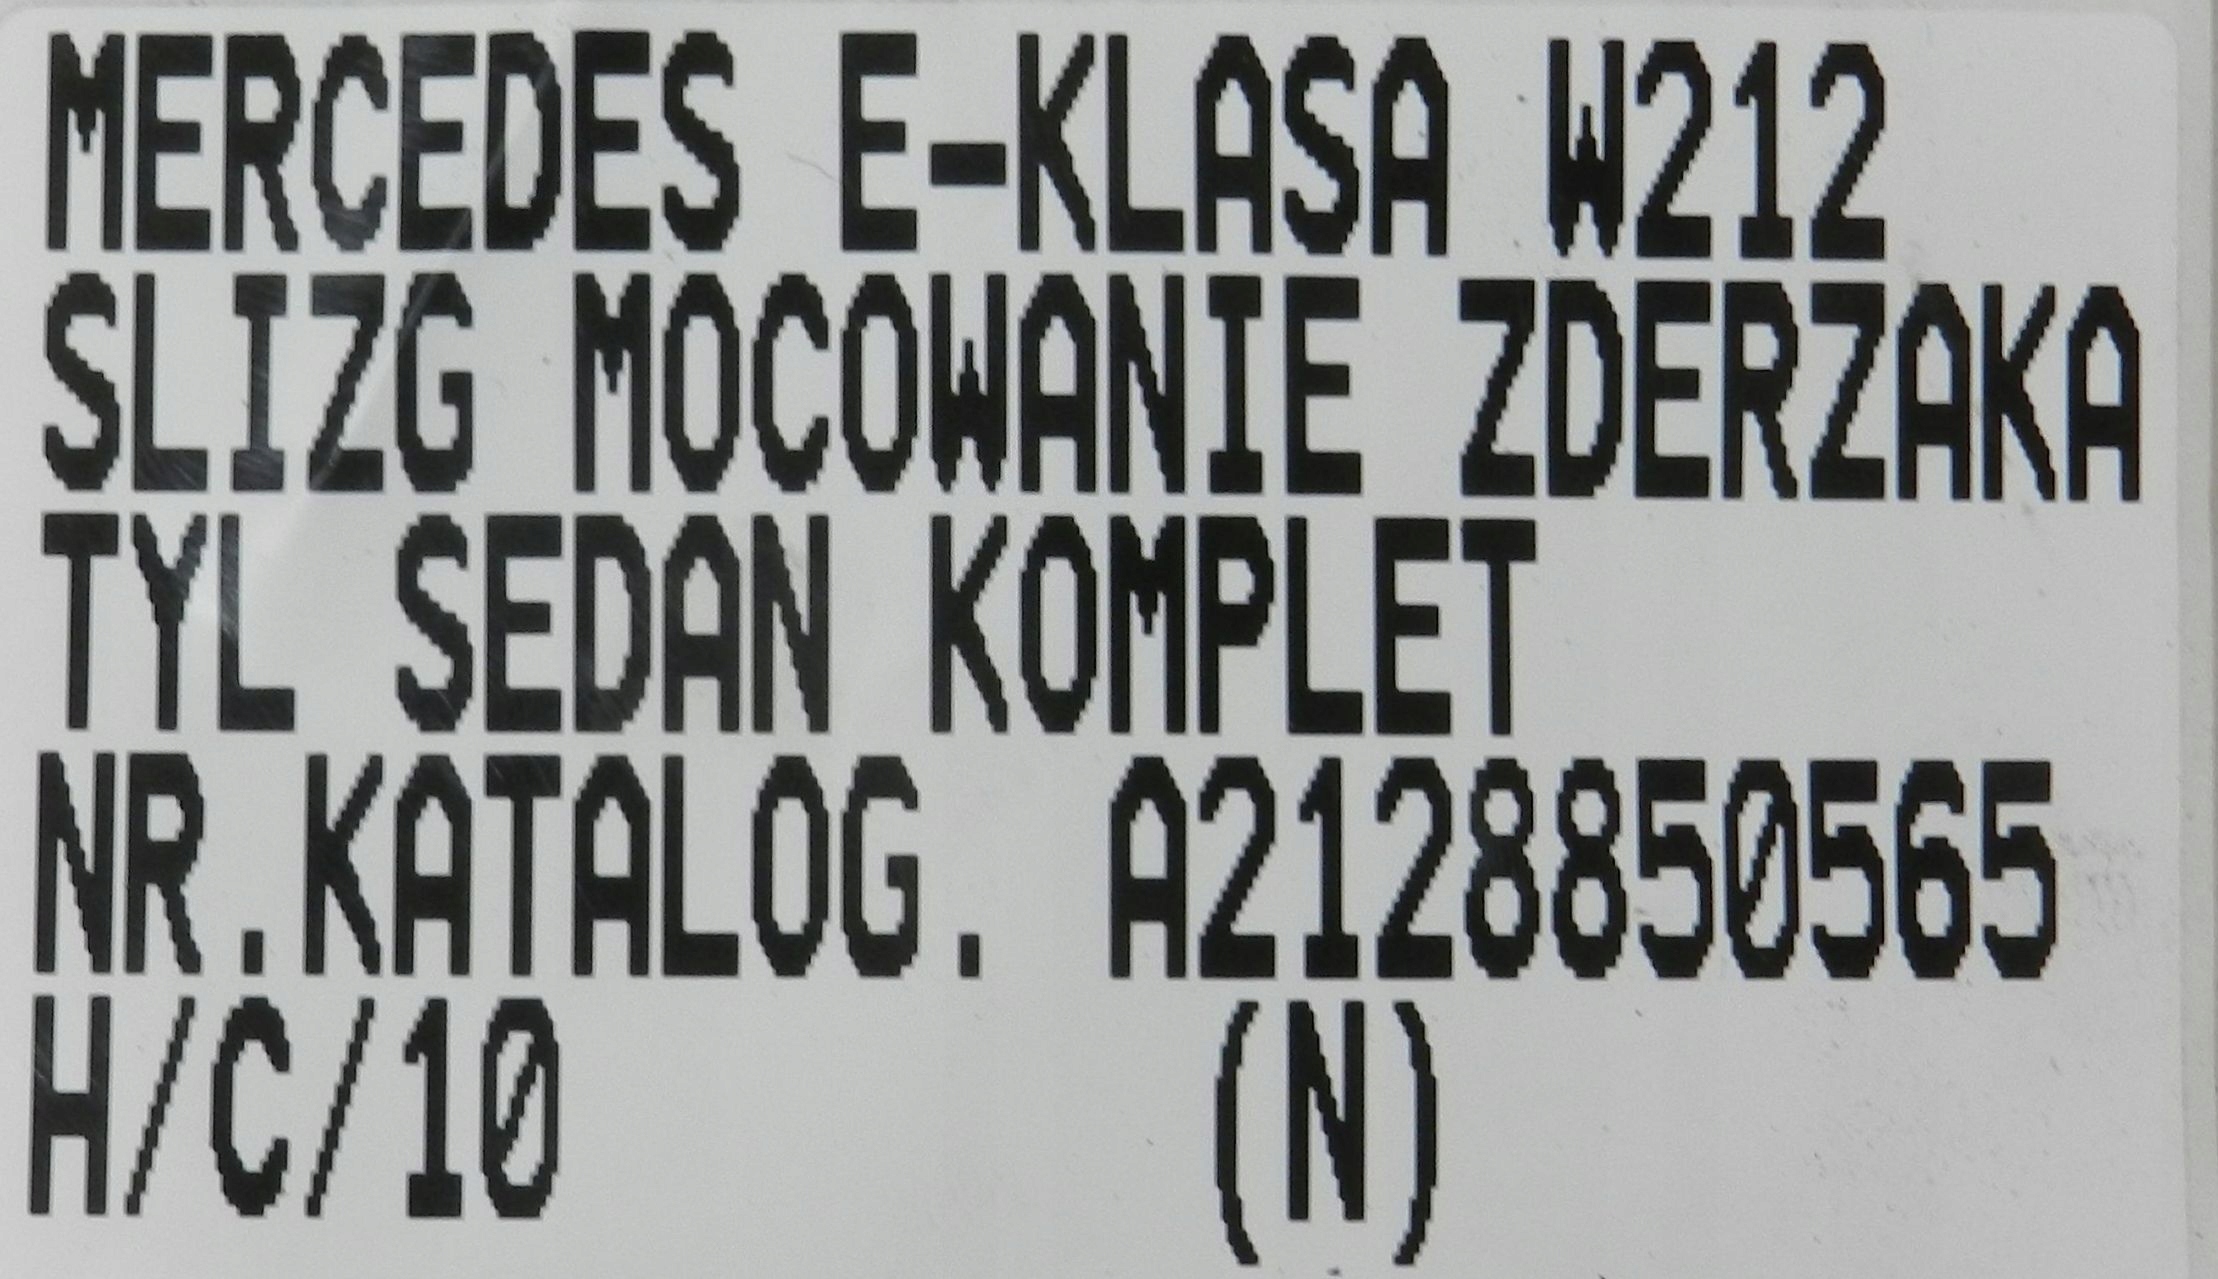 MERCEDES E-KLASA W212
SLIZG MOCOWANIE ZDERZAKA
TYL SEDAN KOMPLET
NR.KATALOG. A2128850565
H/C/10 (N)